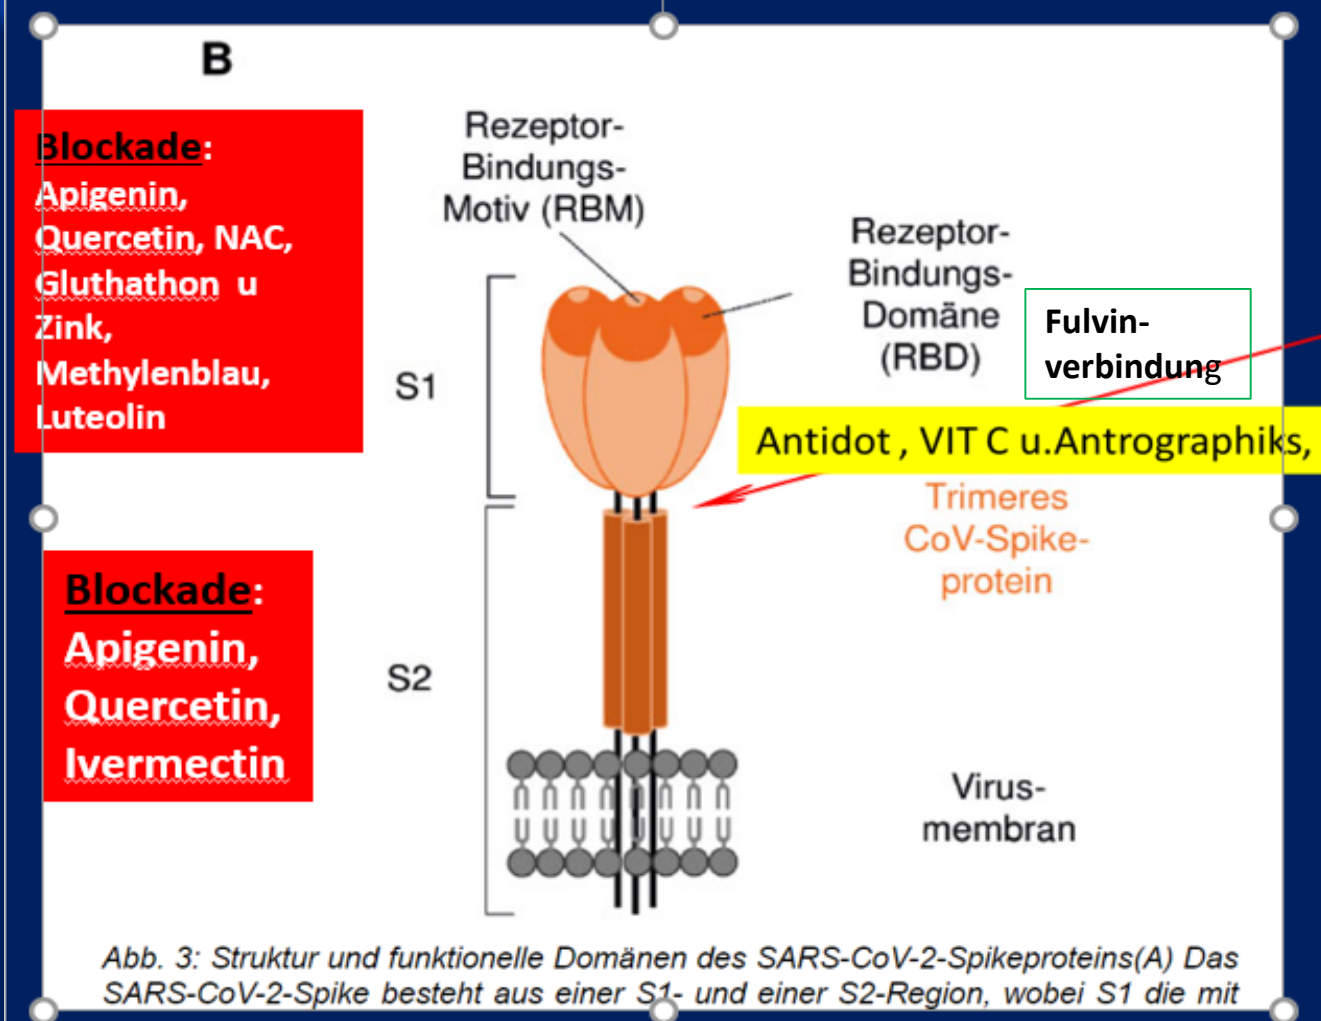 B
Blockade:
Apigenin,
Quercetin, NAC,
Gluthathon u
Zink,
Methylenblau,
Luteolin
Rezeptor-
Bindungs-
Motiv (RBM)
Rezeptor-
Bindungs-
Domäne
(RBD)
Fulvin-
verbindung
S1
Antidot , VIT C u.Antrographiks,
Trimeres
CoV-Spike-
protein
Blockade:
Apigenin,
Quercetin,
Ivermectin
S2
Virus-
membran
Abb. 3: Struktur und funktionelle Domänen des SARS-CoV-2-Spikeproteins(A) Das
SARS-CoV-2-Spike besteht aus einer S1- und einer S2-Region, wobei S1 die mit